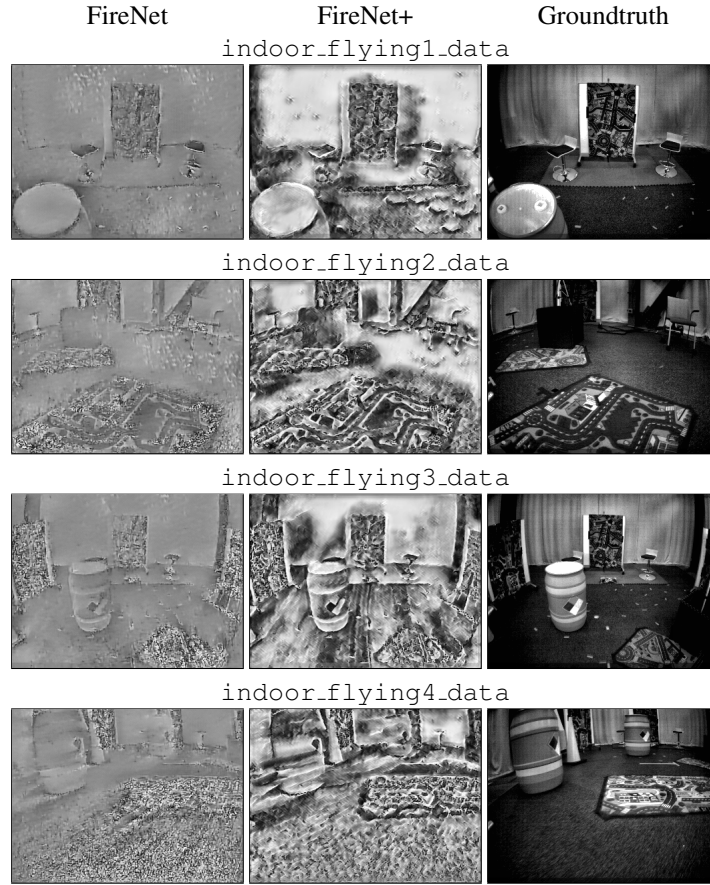 FireNet FireNet+ Groundtruth
indoor_flying1_data
indoor_flying2_data
indoor_flying3_data
indoor_flying4_data